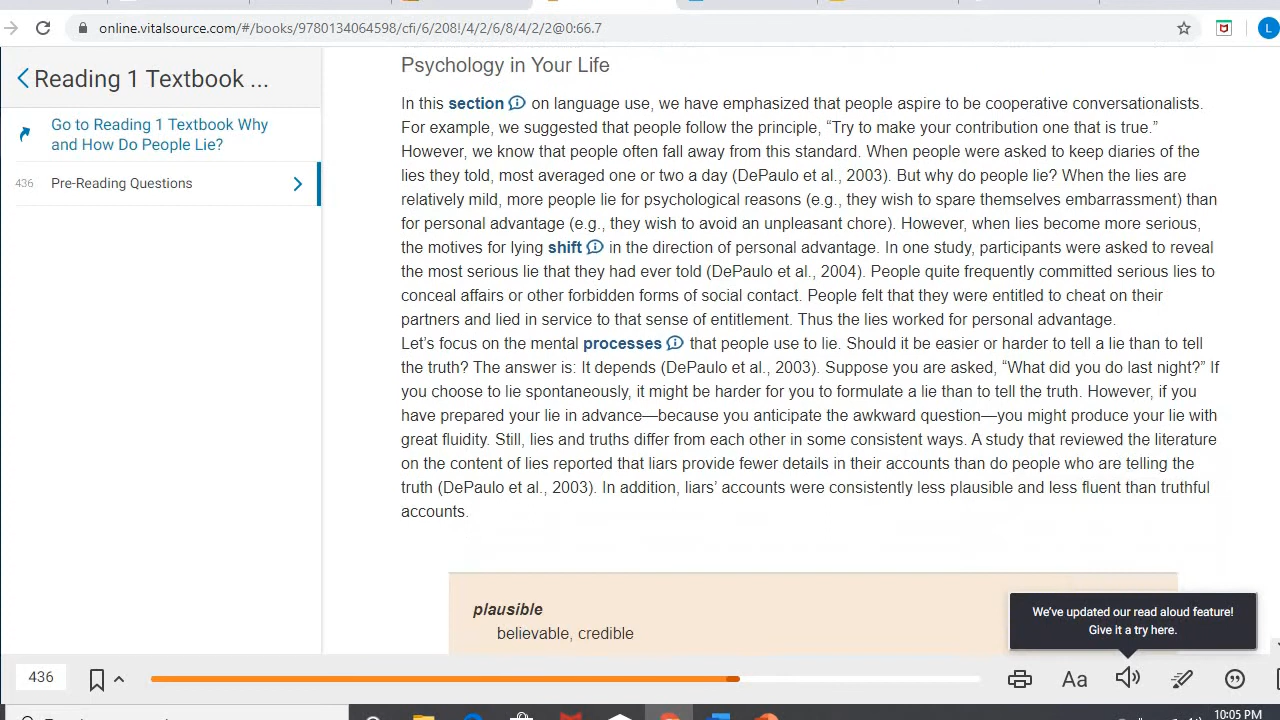 online.vitalsource.com/#/books/9780134064598/cfi/6/208!/4/2/6/8/4/2/2@0:66.7
L
Reading 1 Textbook ...
Go to Reading 1 Textbook Why
and How Do People Lie?
436 Pre-Reading Questions
Psychology in Your Life
In this section on language use, we have emphasized that people aspire to be cooperative conversationalists.
For example, we suggested that people follow the principle, “Try to make your contribution one that is true.”
However, we know that people often fall away from this standard. When people were asked to keep diaries of the
lies they told, most averaged one or two a day (DePaulo et al., 2003). But why do people lie? When the lies are
relatively mild, more people lie for psychological reasons (e.g., they wish to spare themselves embarrassment) than
for personal advantage (e.g., they wish to avoid an unpleasant chore). However, when lies become more serious,
the motives for lying shift in the direction of personal advantage. In one study, participants were asked to reveal
the most serious lie that they had ever told (DePaulo et al., 2004). People quite frequently committed serious lies to
conceal affairs or other forbidden forms of social contact. People felt that they were entitled to cheat on their
partners and lied in service to that sense of entitlement. Thus the lies worked for personal advantage.
Let’s focus on the mental processes that people use to lie. Should it be easier or harder to tell a lie than to tell
the truth? The answer is: It depends (DePaulo et al., 2003). Suppose you are asked, “What did you do last night?” If
you choose to lie spontaneously, it might be harder for you to formulate a lie than to tell the truth. However, if you
have prepared your lie in advance—because you anticipate the awkward question—you might produce your lie with
great fluidity. Still, lies and truths differ from each other in some consistent ways. A study that reviewed the literature
on the content of lies reported that liars provide fewer details in their accounts than do people who are telling the
truth (DePaulo et al., 2003). In addition, liars’ accounts were consistently less plausible and less fluent than truthful
accounts.
plausible
believable, credible
We’ve updated our read aloud feature!
Give it a try here.
436
Aa
10:05 PM